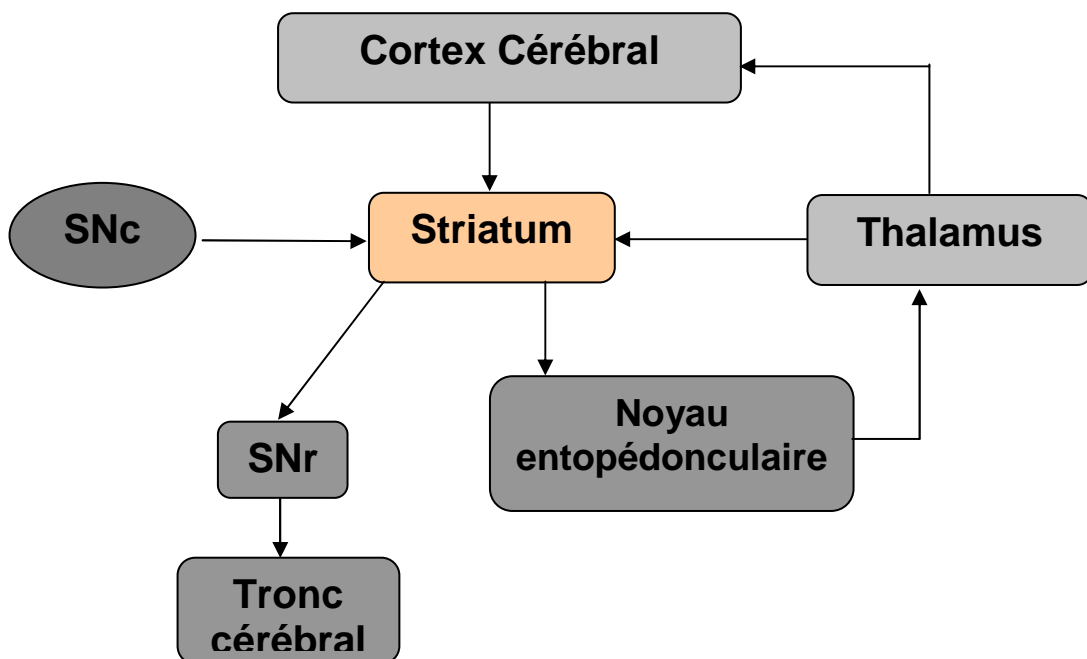 Cortex Cérébral
SNc
Striatum
Thalamus
Noyau
entopédonculaire
SNr
Tronc
cérébral